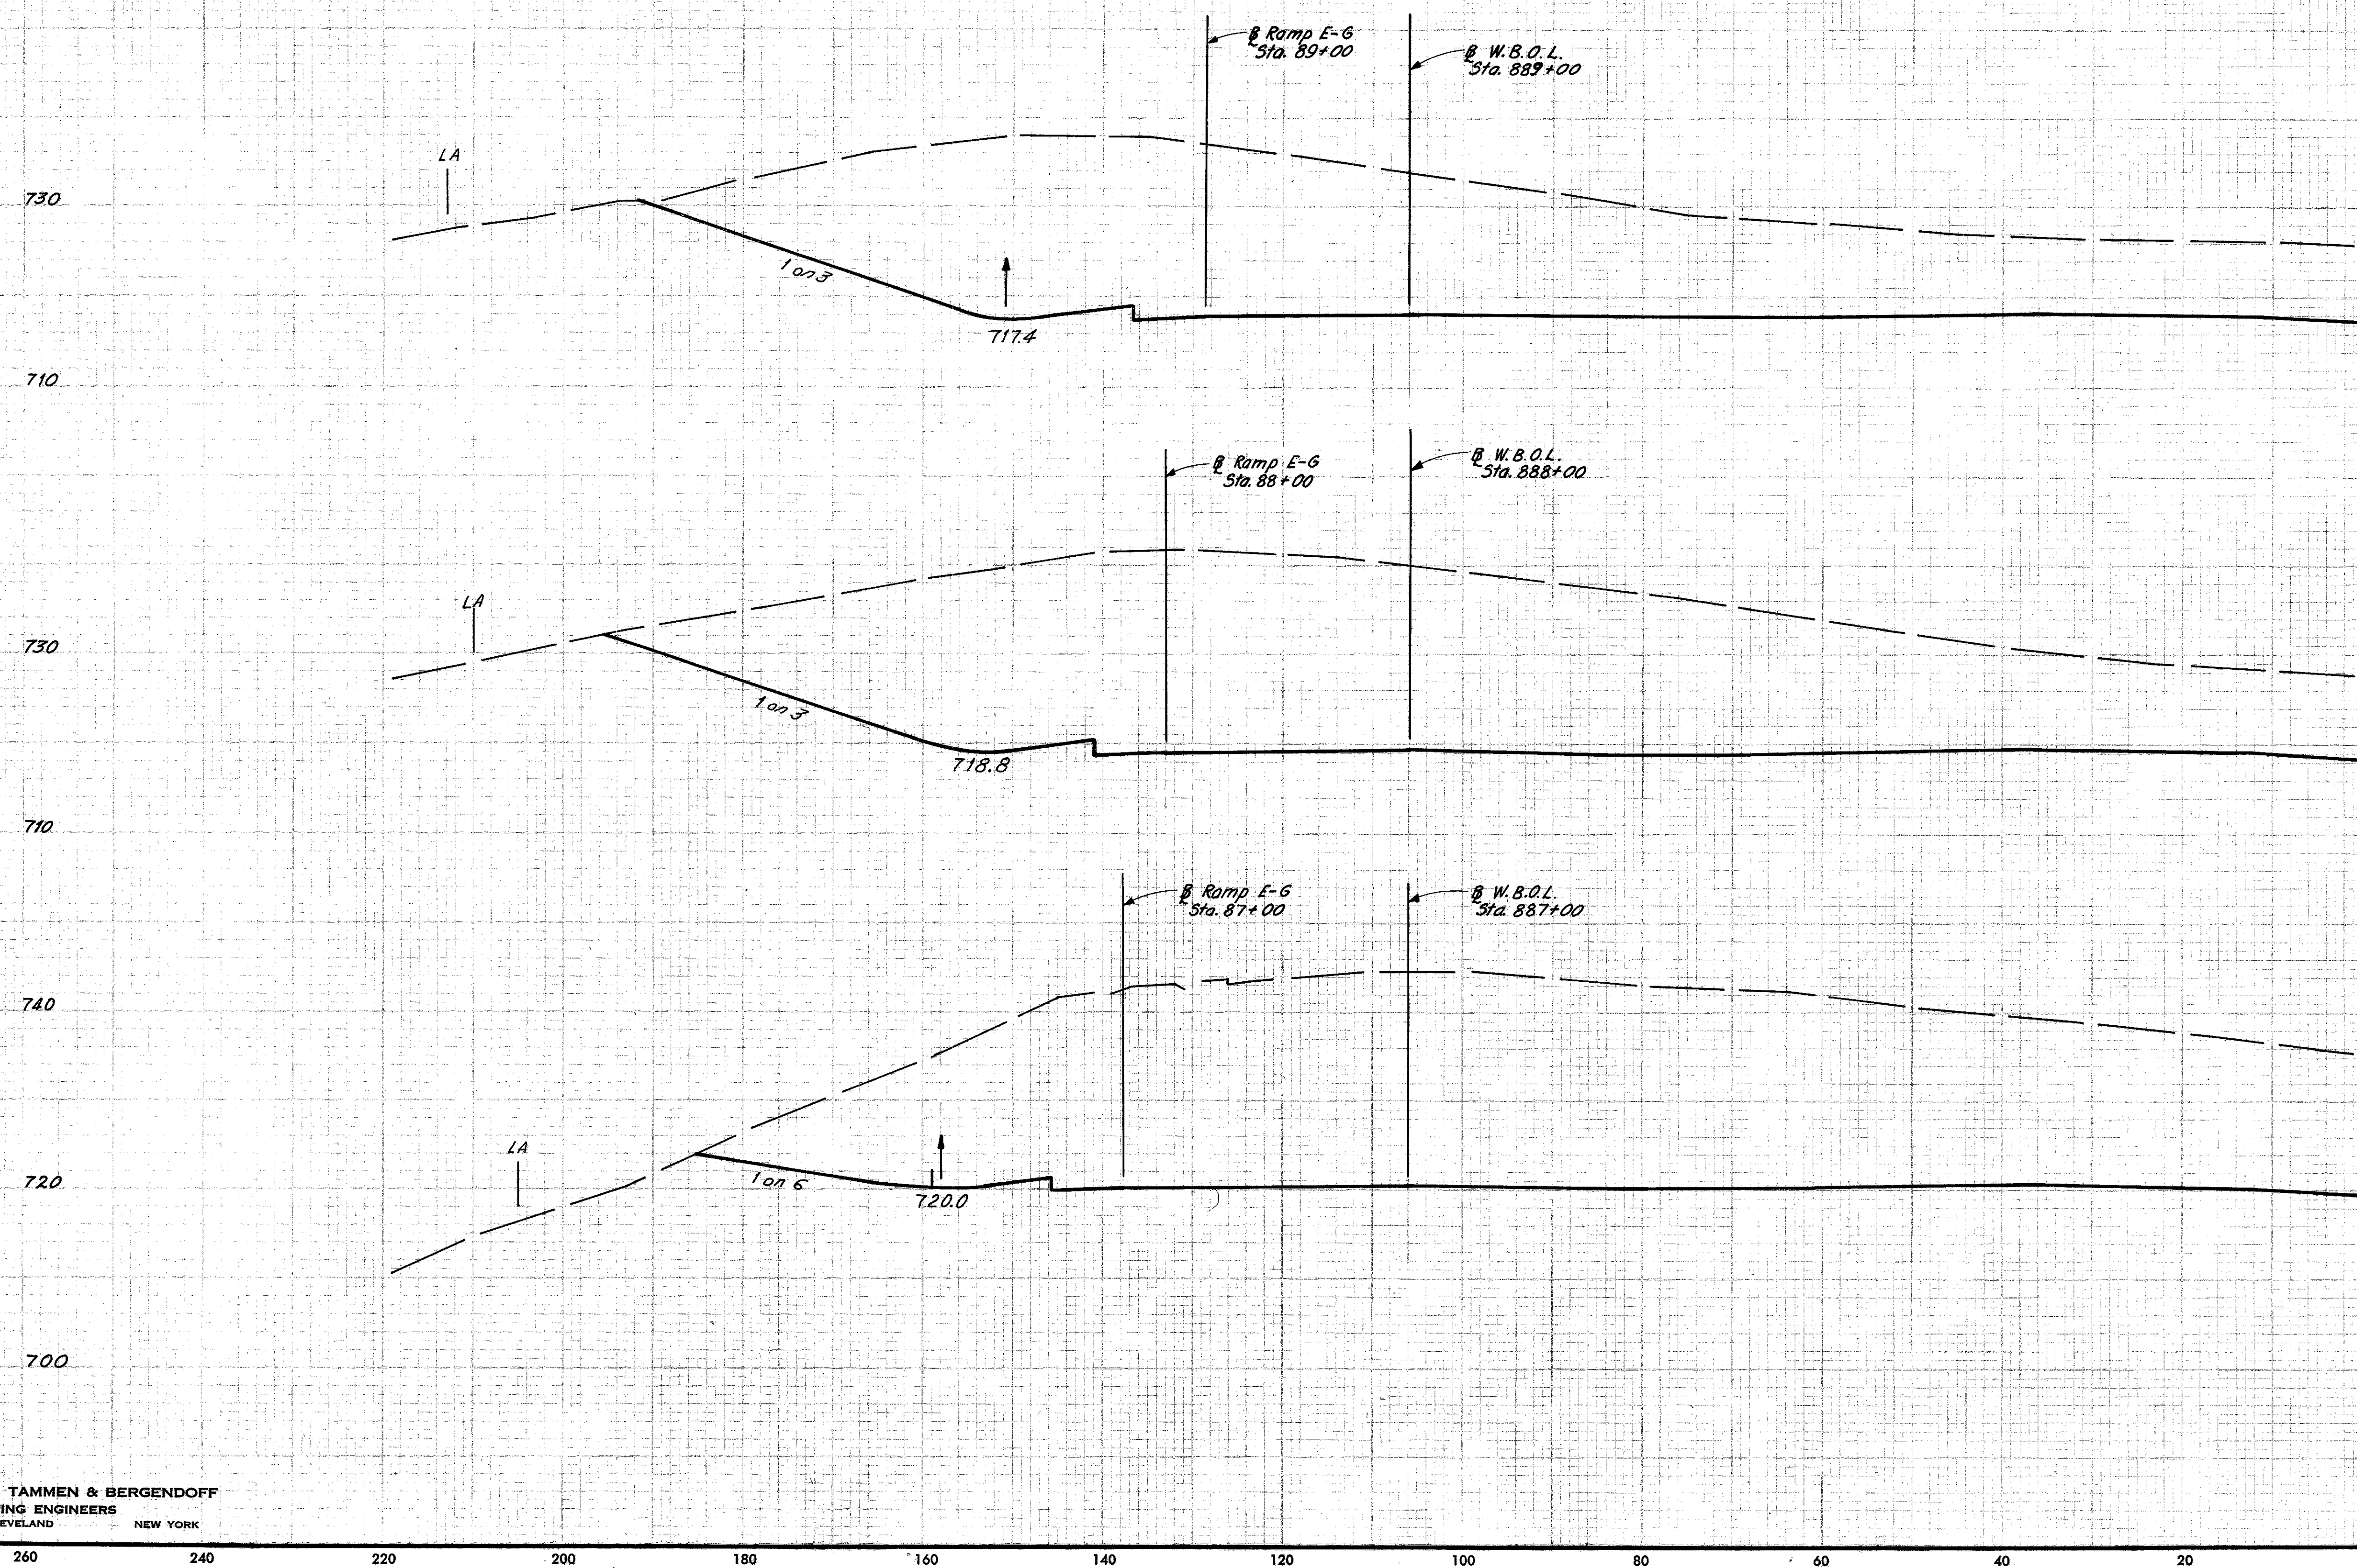 ℄ Ramp E-G
Sta. 89+00
℄ W.B.O.L.
Sta. 889+00
LA
730
1 on 3
717.4
710
℄ Ramp E-G
Sta. 88+00
℄ W.B.O.L.
Sta. 888+00
LA
730
1 on 3
718.8
710
℄ Ramp E-G
Sta. 87+00
℄ W.B.O.L.
Sta. 887+00
740
LA
1 on 6
720
720.0
700
TAMMEN & BERGENDOFF
ING ENGINEERS
EVELAND NEW YORK
260 240 220 200 180 160 140 120 100 80 60 40 20